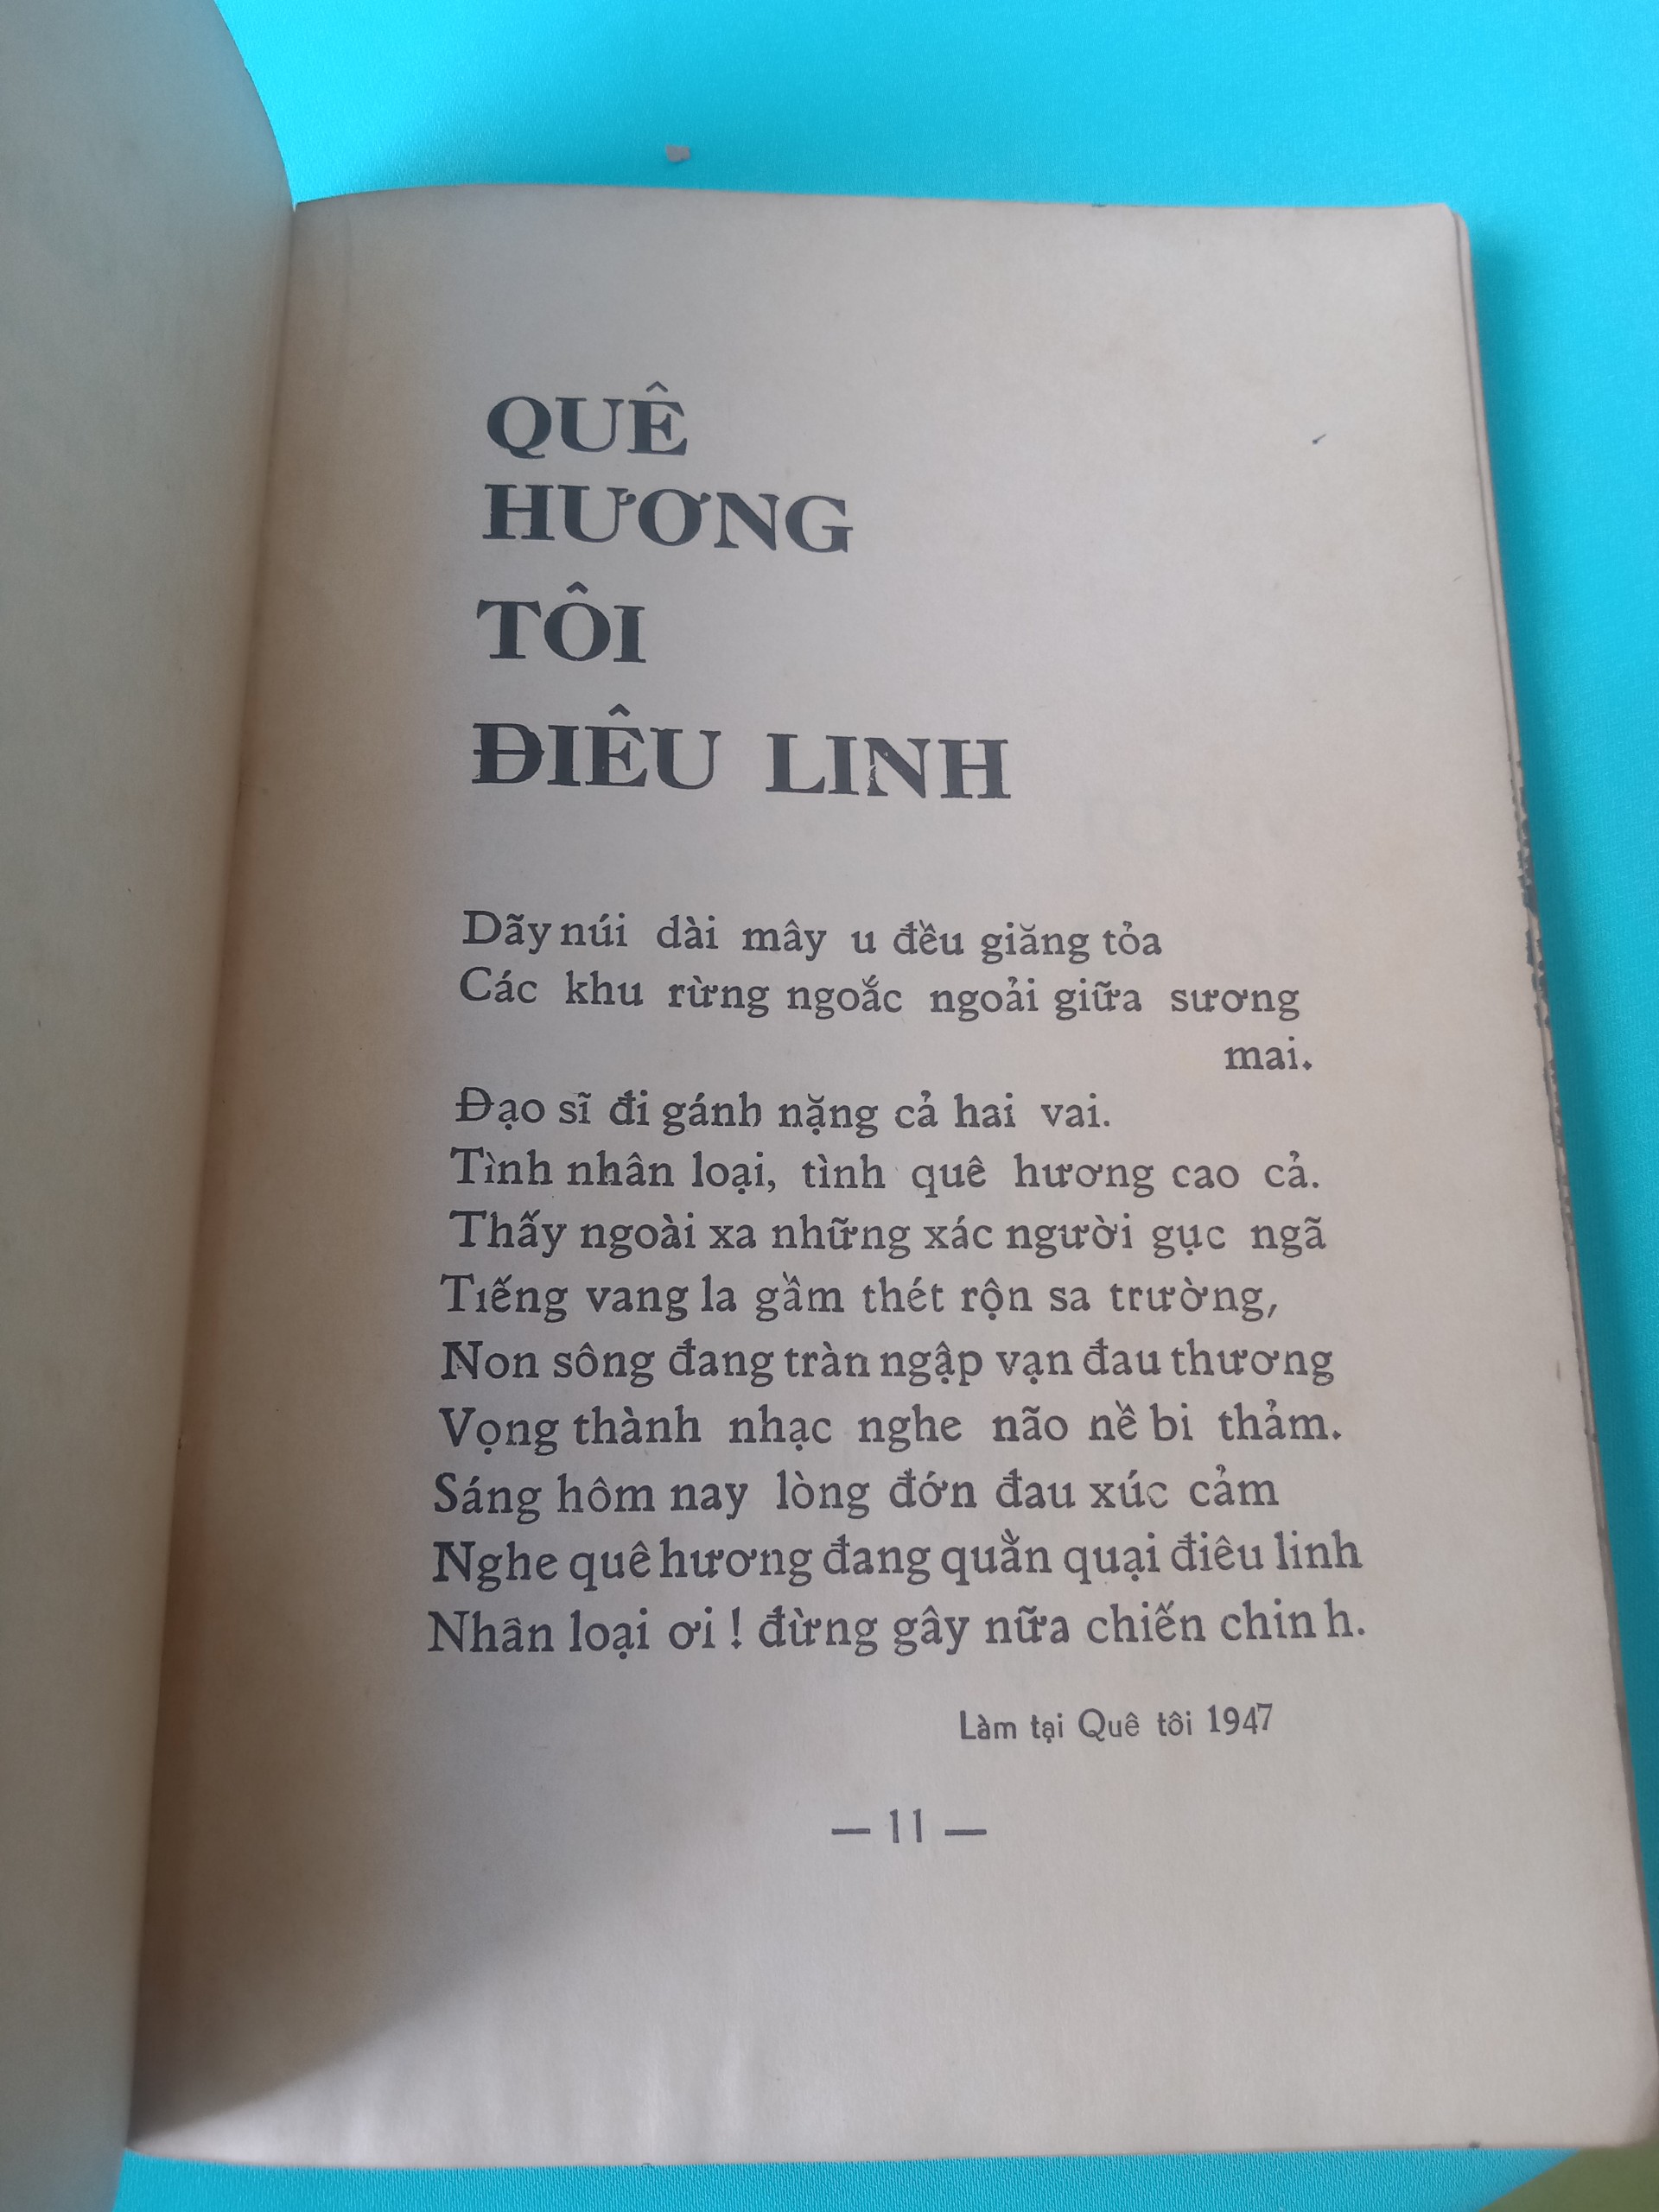 QUÊ
HƯƠNG
TÔI
ĐIÊU LINH
Dãy núi dài mây u đều giăng tỏa
Các khu rừng ngoắc ngoải giữa sương
mai.
Đạo sĩ đi gánh nặng cả hai vai.
Tình nhân loại, tình quê hương cao cả.
Thấy ngoài xa những xác người gục ngã
Tiếng vang la gầm thét rộn sa trường,
Non sông đang tràn ngập vạn đau thương
Vọng thành nhạc nghe não nề bi thảm.
Sáng hôm nay lòng đớn đau xúc cảm
Nghe quê hương đang quằn quại điêu linh
Nhân loại ơi ! đừng gây nữa chiến chinh.
Làm tại Quê tôi 1947
— 11 —